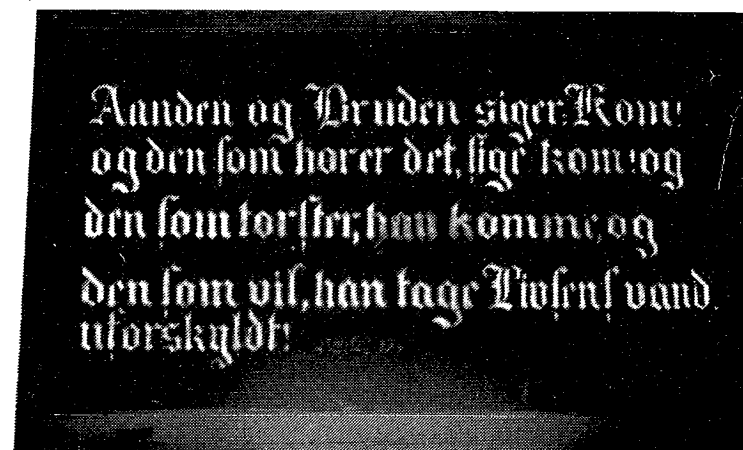 Aanden og Bruden siger: Kom!
og den som hører det, sige kom! og
den som tørster, han komme, og
den som vil, han tage Livsens vand
uforskyldt!